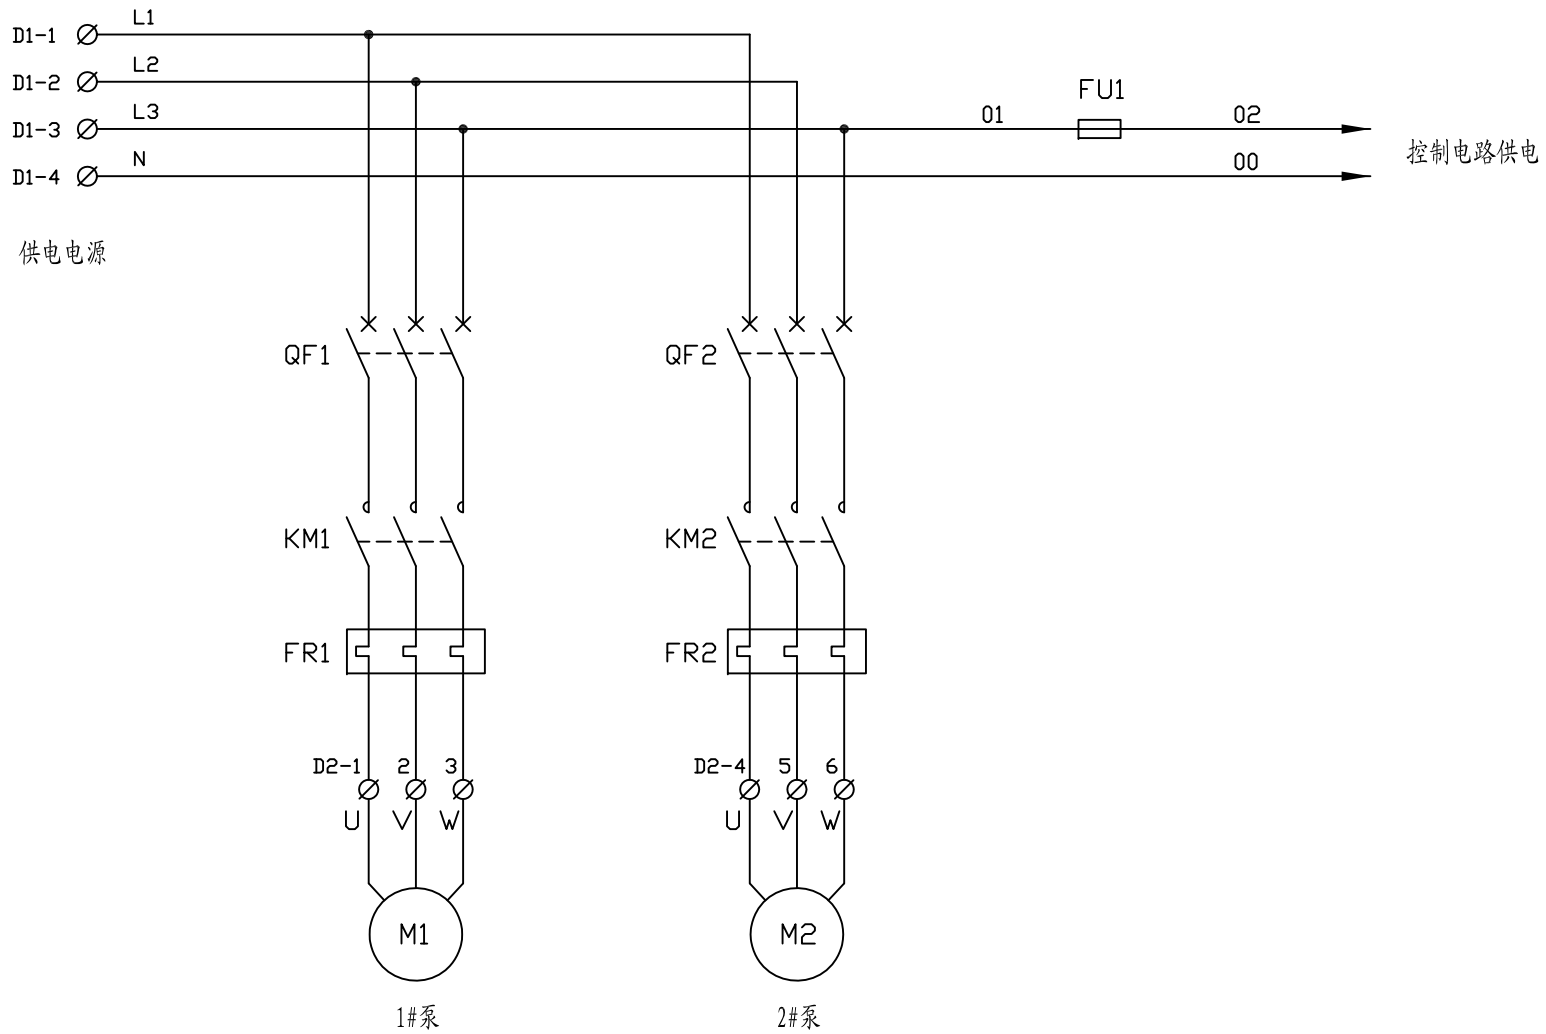 L1
D1-1
L2
D1-2
FU1
L3
01
02
D1-3
控制电路供电
N
00
D1-4
供电电源
QF1
QF2
KM1
KM2
FR1
FR2
D2-1 2 3
D2-4 5 6
U V W
U V W
M1
M2
1#泵
2#泵